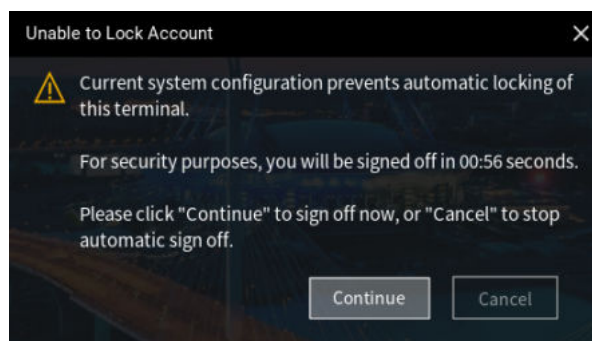 Unable to Lock Account
Current system configuration prevents automatic locking of
this terminal.
For security purposes, you will be signed off in 00:56 seconds.
Please click "Continue" to sign off now, or "Cancel" to stop
automatic sign off.
Continue Cancel